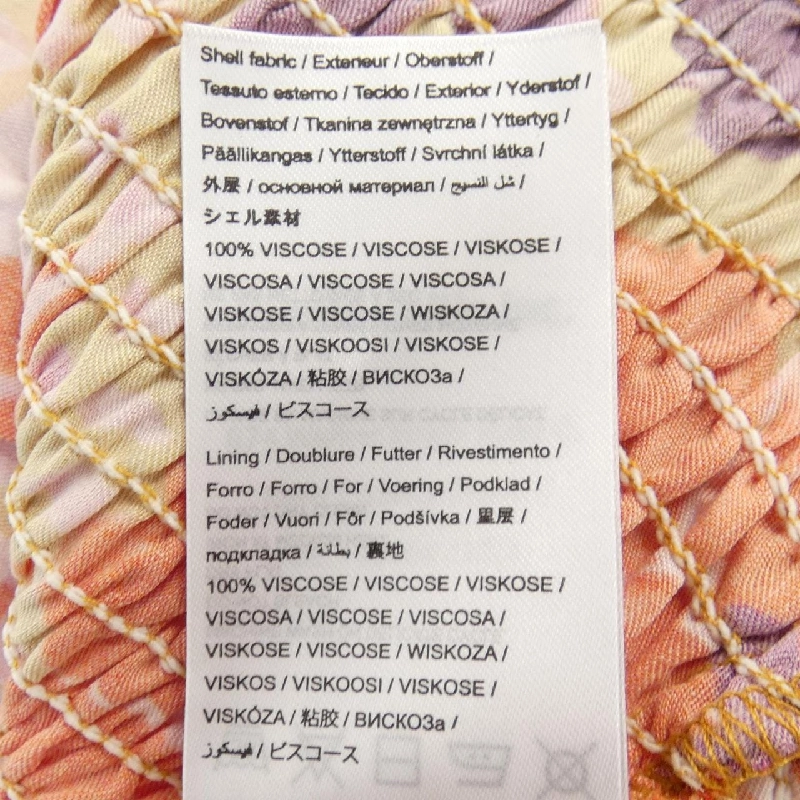 Shell fabric / Exterieur / Oberstoff /
Tessuto esterno / Tecido / Exterior / Yderstof /
Bovenstof / Tkanina zewnętrzna / Yttertyg /
Päällikangas / Ytterstoff / Svrchní látka /
外层 / основной материал / شل النسيج /
シェル素材
100% VISCOSE / VISCOSE / VISKOSE /
VISCOSA / VISCOSE / VISCOSA /
VISKOSE / VISCOSE / WISKOZA /
VISKOS / VISKOOSI / VISKOSE /
VISKÓZA / 粘胶 / ВИСКОЗа /
فيسكوز / ビスコース
Lining / Doublure / Futter / Rivestimento /
Forro / Forro / For / Voering / Podklad /
Foder / Vuori / Fôr / Podšívka / 里层 /
подкладка / بطانة / 裏地
100% VISCOSE / VISCOSE / VISKOSE /
VISCOSA / VISCOSE / VISCOSA /
VISKOSE / VISCOSE / WISKOZA /
VISKOS / VISKOOSI / VISKOSE /
VISKÓZA / 粘胶 / ВИСКОЗа /
فيسكوز / ビスコース